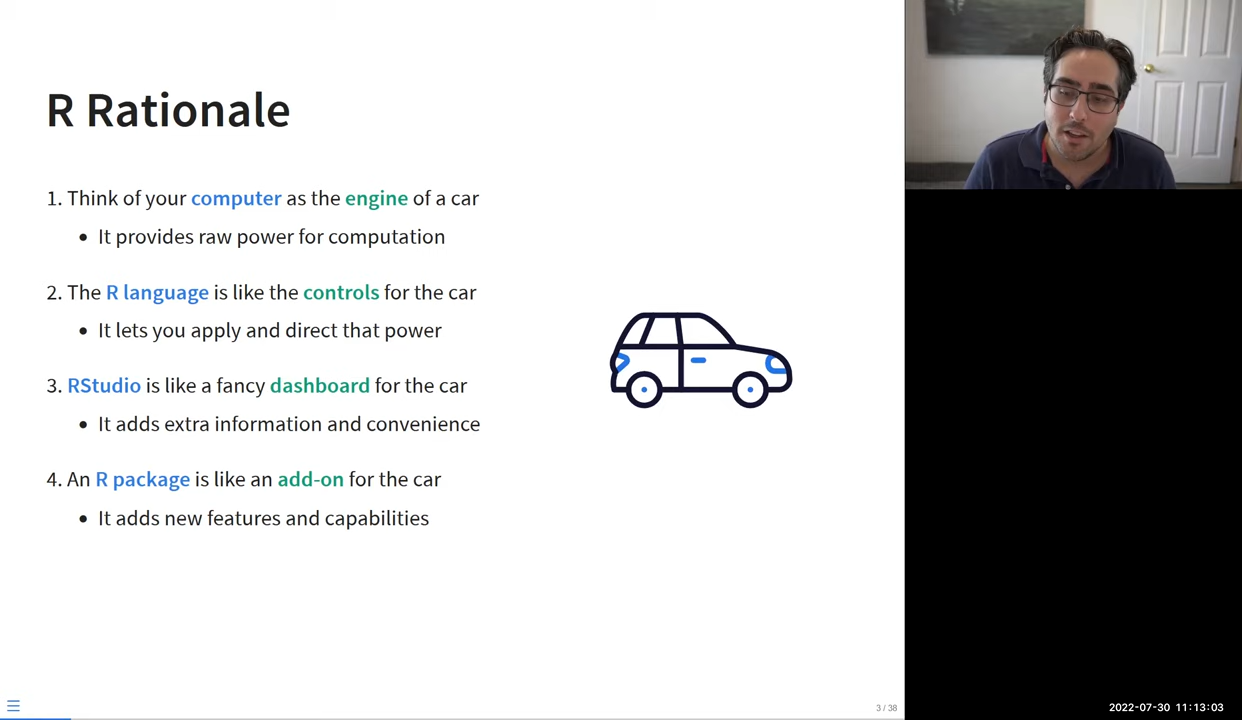 R Rationale
1. Think of your computer as the engine of a car
• It provides raw power for computation
2. The R language is like the controls for the car
• It lets you apply and direct that power
3. RStudio is like a fancy dashboard for the car
• It adds extra information and convenience
4. An R package is like an add-on for the car
• It adds new features and capabilities
3 / 38
2022-07-30 11:13:03